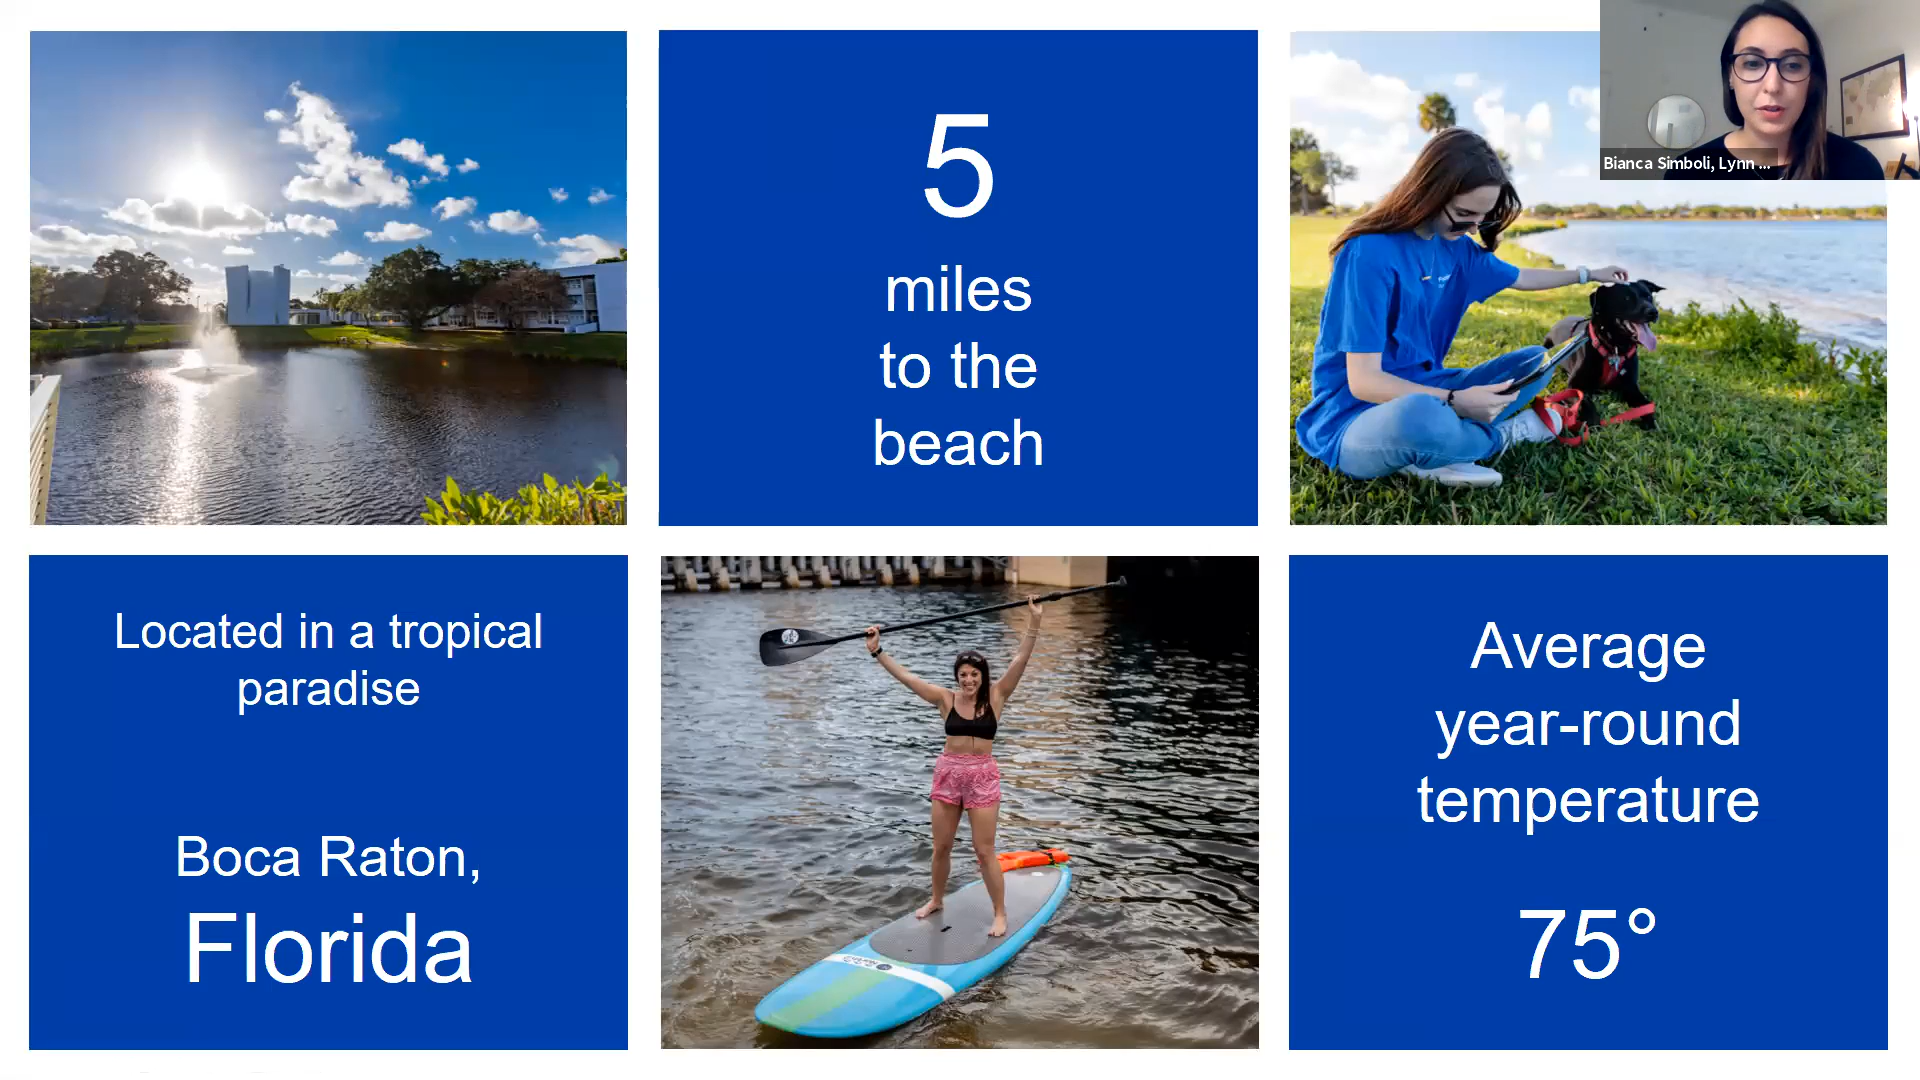 5
miles
to the
beach
Bianca Simboli, Lynn ...
Located in a tropical
paradise
Boca Raton,
Florida
Average
year-round
temperature
75°